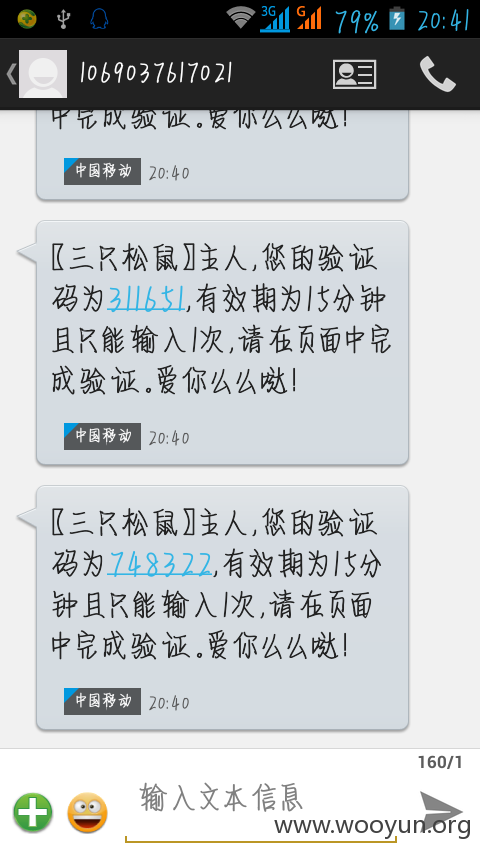 3G
G
79%
20:41
1069037617021
中完成验证。爱你么么哒!
中国移动 20:40
〖三只松鼠〗主人,您的验证
码为311651,有效期为15分钟
且只能输入1次,请在页面中完
成验证。爱你么么哒!
中国移动 20:40
〖三只松鼠〗主人,您的验证
码为748322,有效期为15分
钟且只能输入1次,请在页面
中完成验证。爱你么么哒!
中国移动 20:40
160/1
输入文本信息
www.wooyun.org